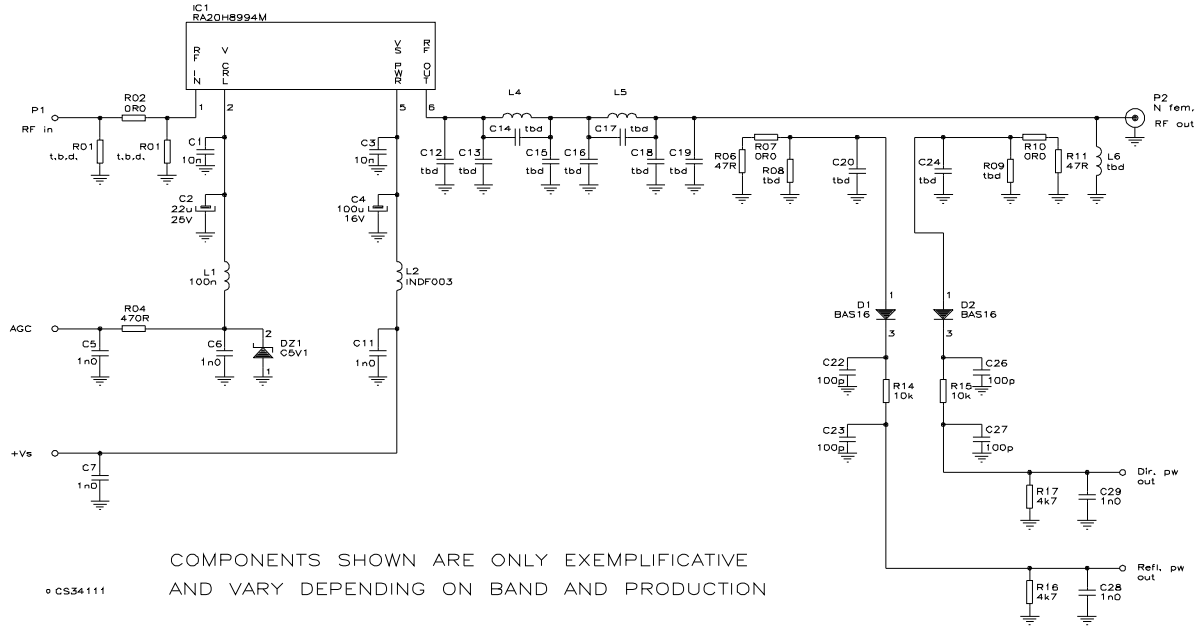 IC1
RA20H8994M
RF IN
V CRL
VS PWR
RF OUT
1
2
5
6
P1
RF in
R02
0R0
R01
t.b.d.
R01
t.b.d.
C1
10n
C2
22u
25V
L1
100n
C3
10n
C4
100u
16V
L2
INDF003
L4
L5
C14
tbd
C17
tbd
C12
tbd
C13
tbd
C15
tbd
C16
tbd
C18
tbd
C19
tbd
R06
47R
R07
0R0
R08
tbd
C20
tbd
C24
tbd
R09
tbd
R10
0R0
R11
47R
L6
tbd
P2
N fem.
RF out
AGC
R04
470R
C5
1n0
C6
1n0
2
DZ1
C5V1
1
C11
1n0
+Vs
C7
1n0
1
D1
BAS16
3
1
D2
BAS16
3
C22
100p
R14
10k
R15
10k
C26
100p
C23
100p
C27
100p
Dir. pw
out
R17
4k7
C29
1n0
Refl. pw
out
R16
4k7
C28
1n0
COMPONENTS SHOWN ARE ONLY EXEMPLIFICATIVE
AND VARY DEPENDING ON BAND AND PRODUCTION
CS34111